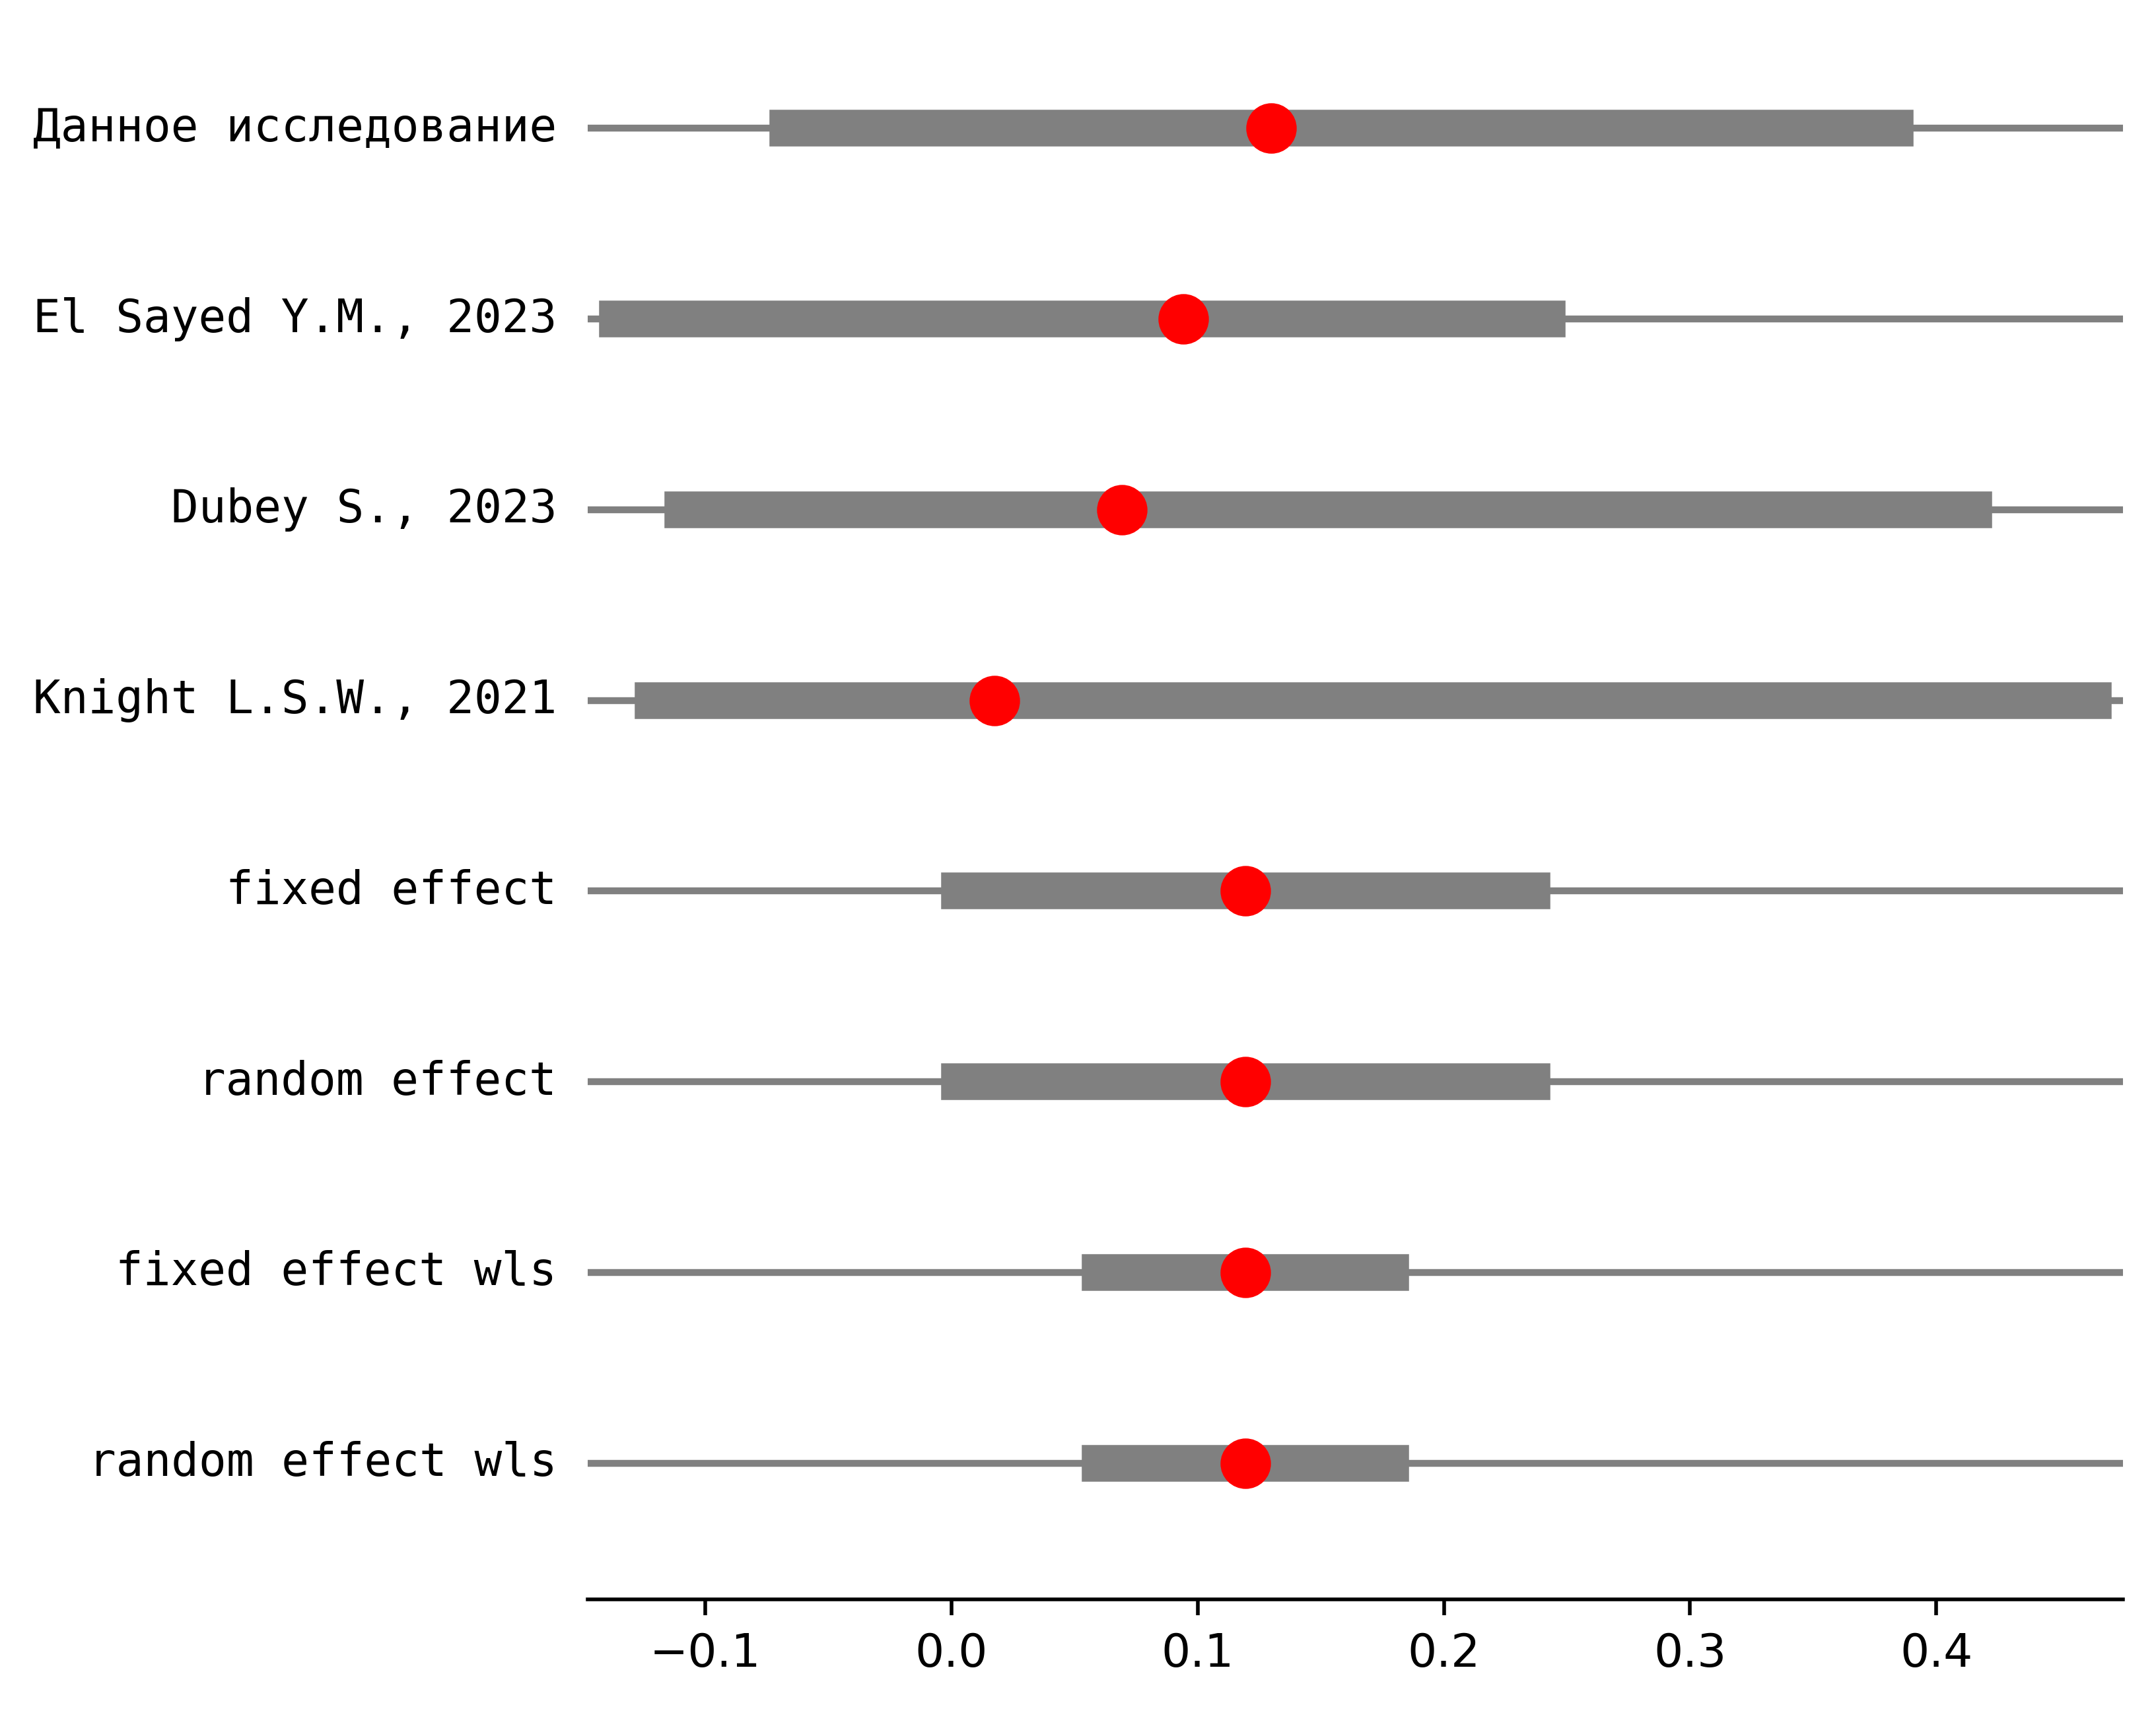 Данное исследование
El Sayed Y.M., 2023
Dubey S., 2023
Knight L.S.W., 2021
fixed effect
random effect
fixed effect wls
random effect wls
−0.1 0.0 0.1 0.2 0.3 0.4